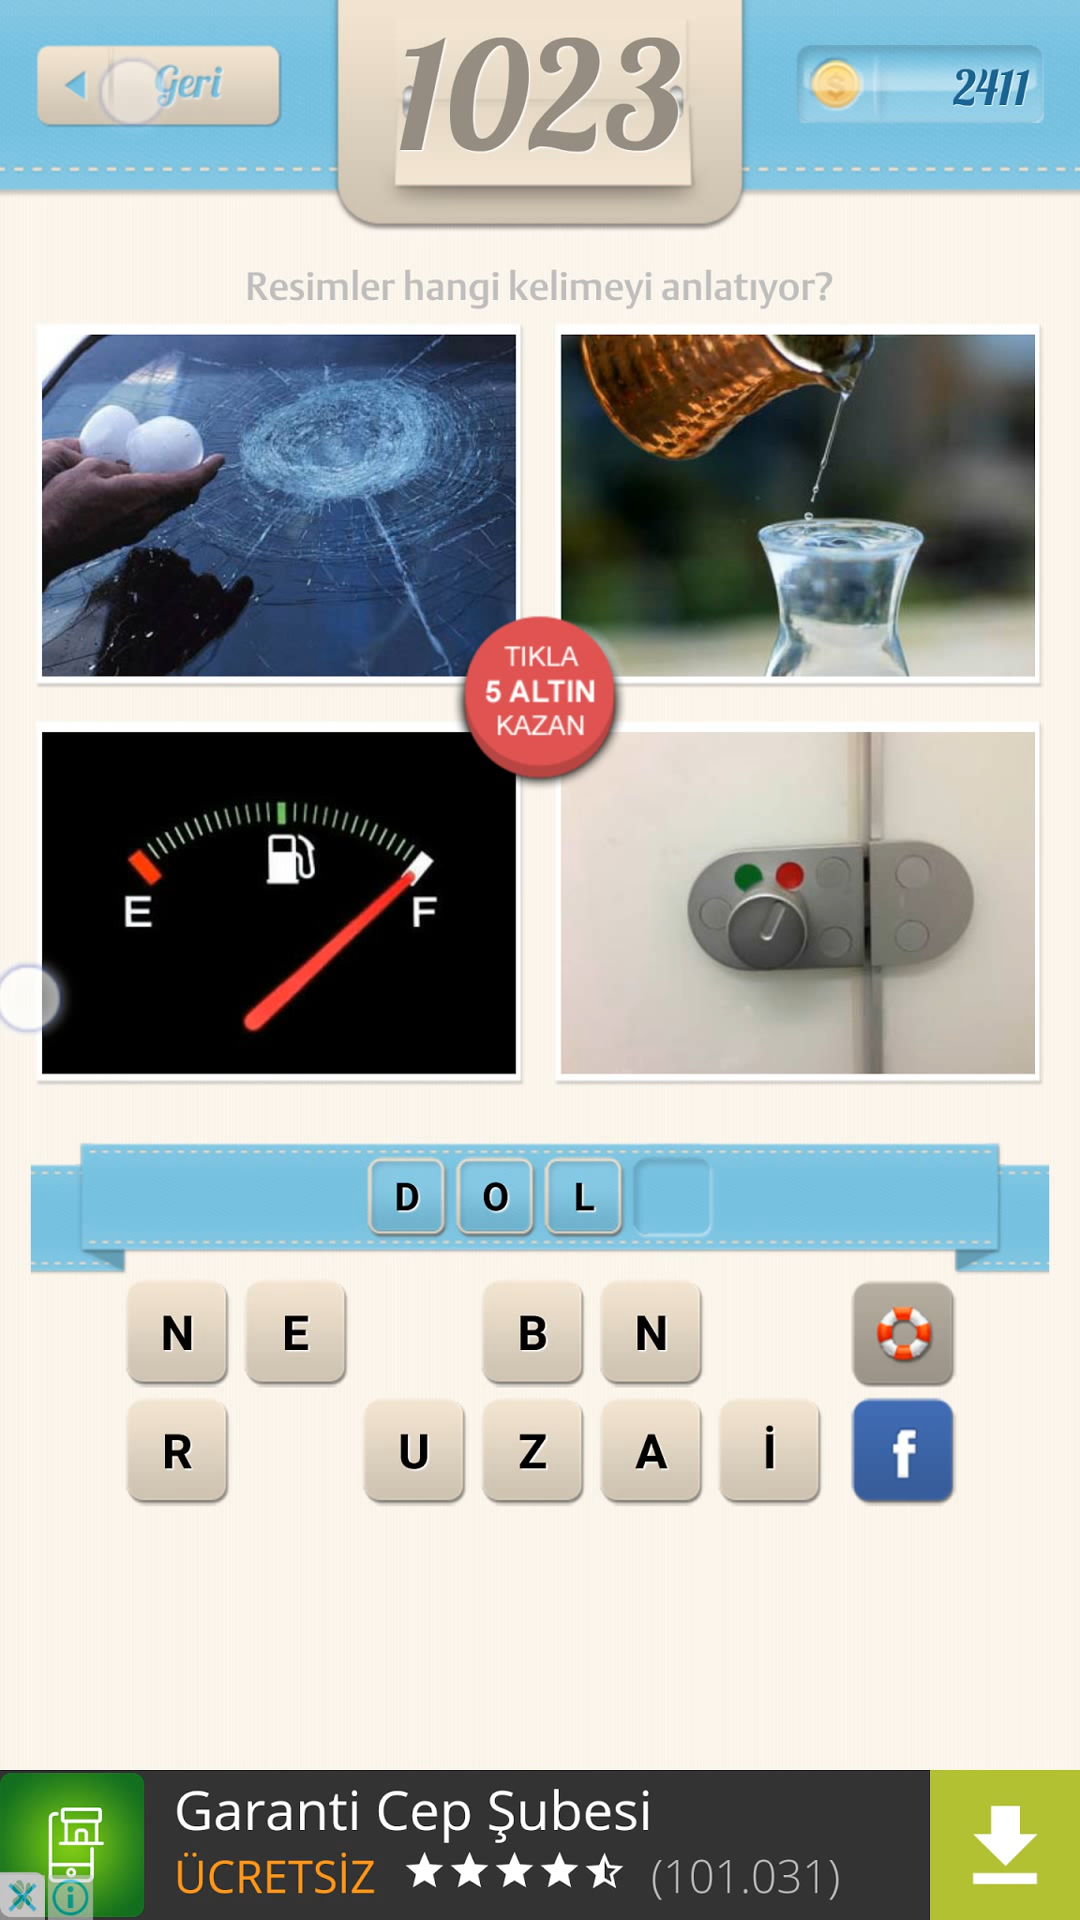 Geri
1023
2411
Resimler hangi kelimeyi anlatıyor?
TIKLA
5 ALTIN
KAZAN
E F
D O L
N E B N
R U Z A İ f
Garanti Cep Şubesi
ÜCRETSİZ (101.031)